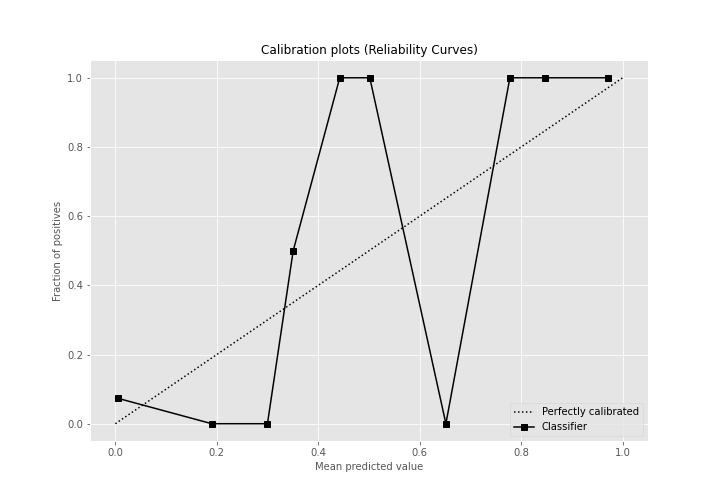 Calibration plots (Reliability Curves)
1.0
0.8
0.6
0.4
0.2
0.0
Fraction of positives
0.0 0.2 0.4 0.6 0.8 1.0
Mean predicted value
Perfectly calibrated
Classifier